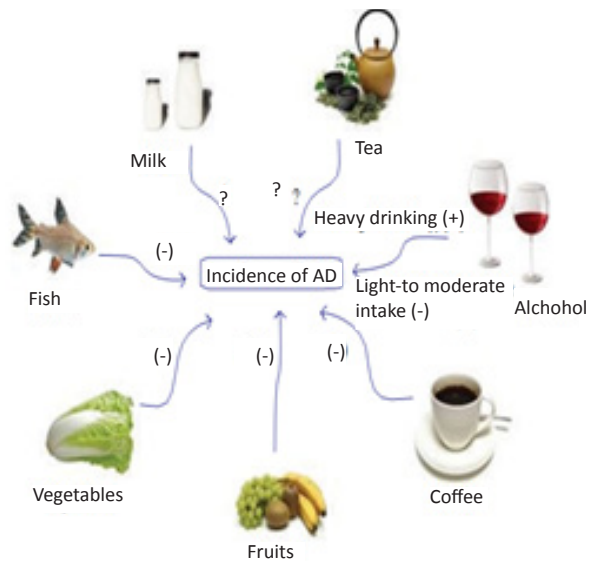 Milk
Tea
?
? ?
Heavy drinking (+)
(-)
Incidence of AD
Light-to moderate
intake (-)
Fish
Alchohol
(-)
(-)
(-)
Vegetables
Coffee
Fruits